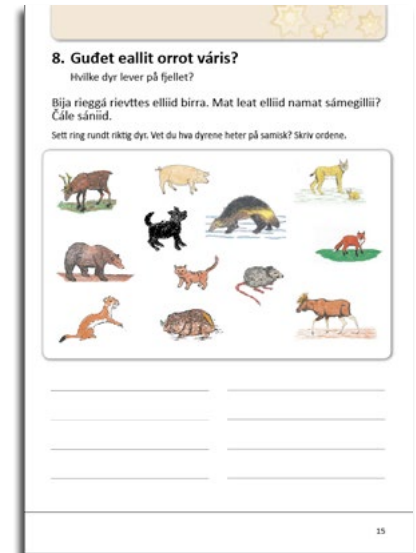 8. Guđet eallit orrot váris?
Hvilke dyr lever på fjellet?
Bija rieggá rievttes elliid birra. Mat leat elliid namat sámegillii?
Čále sániid.
Sett ring rundt riktig dyr. Vet du hva dyrene heter på samisk? Skriv ordene.
15